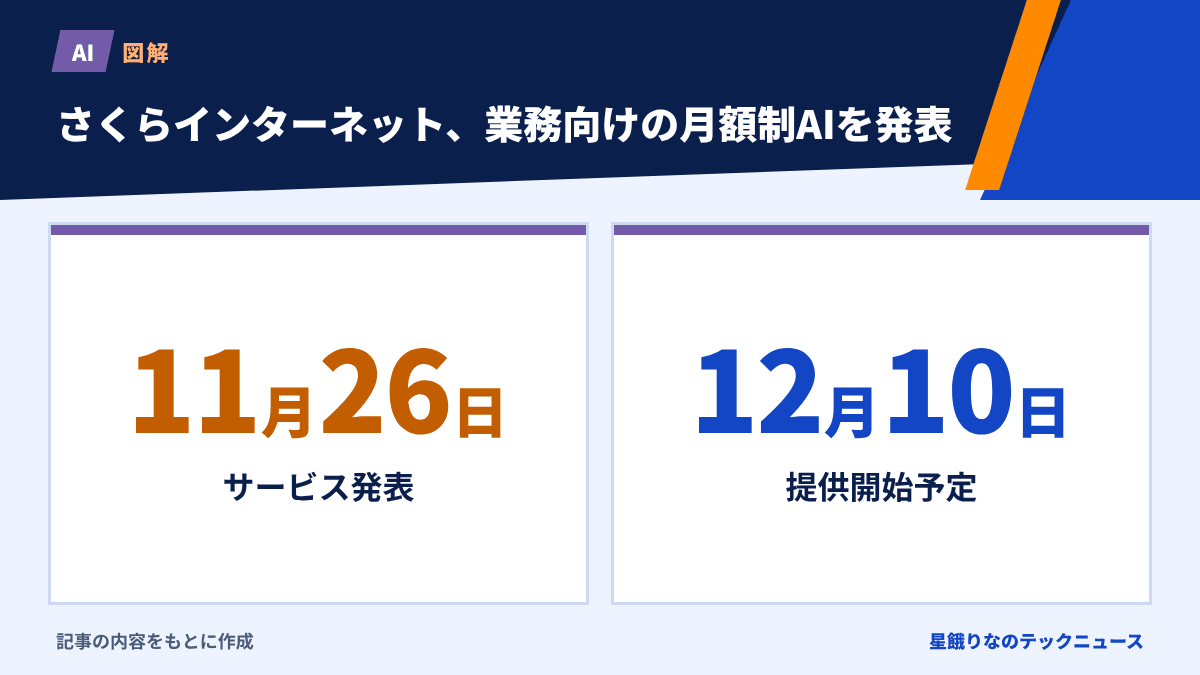 AI 図解
さくらインターネット、業務向けの月額制AIを発表
11月26日
サービス発表
12月10日
提供開始予定
記事の内容をもとに作成
星餓りなのテックニュース